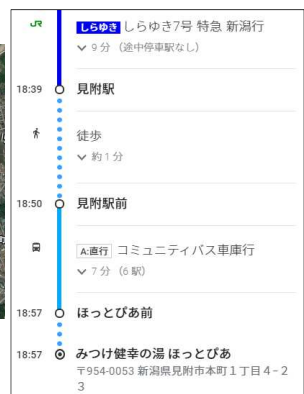 JR
しらゆき しらゆき7号 特急 新潟行
9 分 （途中停車駅なし）
18:39 見附駅
徒歩
約 1 分
18:50 見附駅前
A:直行 コミュニティバス車庫行
7 分 （6 駅）
18:57 ほっとぴあ前
18:57 みつけ健幸の湯 ほっとぴあ
〒954-0053 新潟県見附市本町１丁目４−２
３